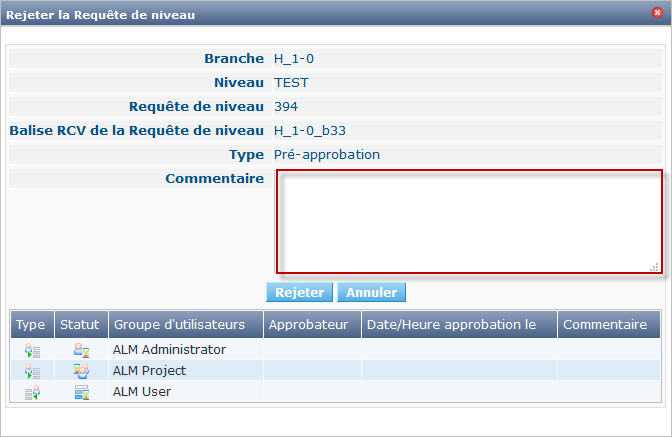 Rejeter la Requête de niveau
Branche H_1-0
Niveau TEST
Requête de niveau 394
Balise RCV de la Requête de niveau H_1-0_b33
Type Pré-approbation
Commentaire
Rejeter Annuler
Type Statut Groupe d'utilisateurs Approbateur Date/Heure approbation le Commentaire
ALM Administrator
ALM Project
ALM User